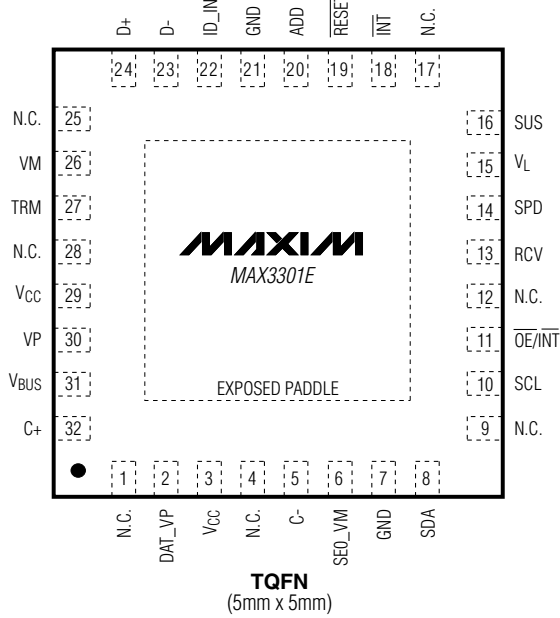 D+
D-
ID_IN
GND
ADD
RESET
INT
N.C.
24
23
22
21
20
19
18
17
N.C. 25
VM 26
TRM 27
N.C. 28
VCC 29
VP 30
VBUS 31
C+ 32
16 SUS
15 VL
14 SPD
13 RCV
12 N.C.
11 OE/INT
10 SCL
9 N.C.
MAXIM
MAX3301E
EXPOSED PADDLE
1
2
3
4
5
6
7
8
N.C.
DAT_VP
VCC
N.C.
C-
SE0_VM
GND
SDA
TQFN
(5mm x 5mm)